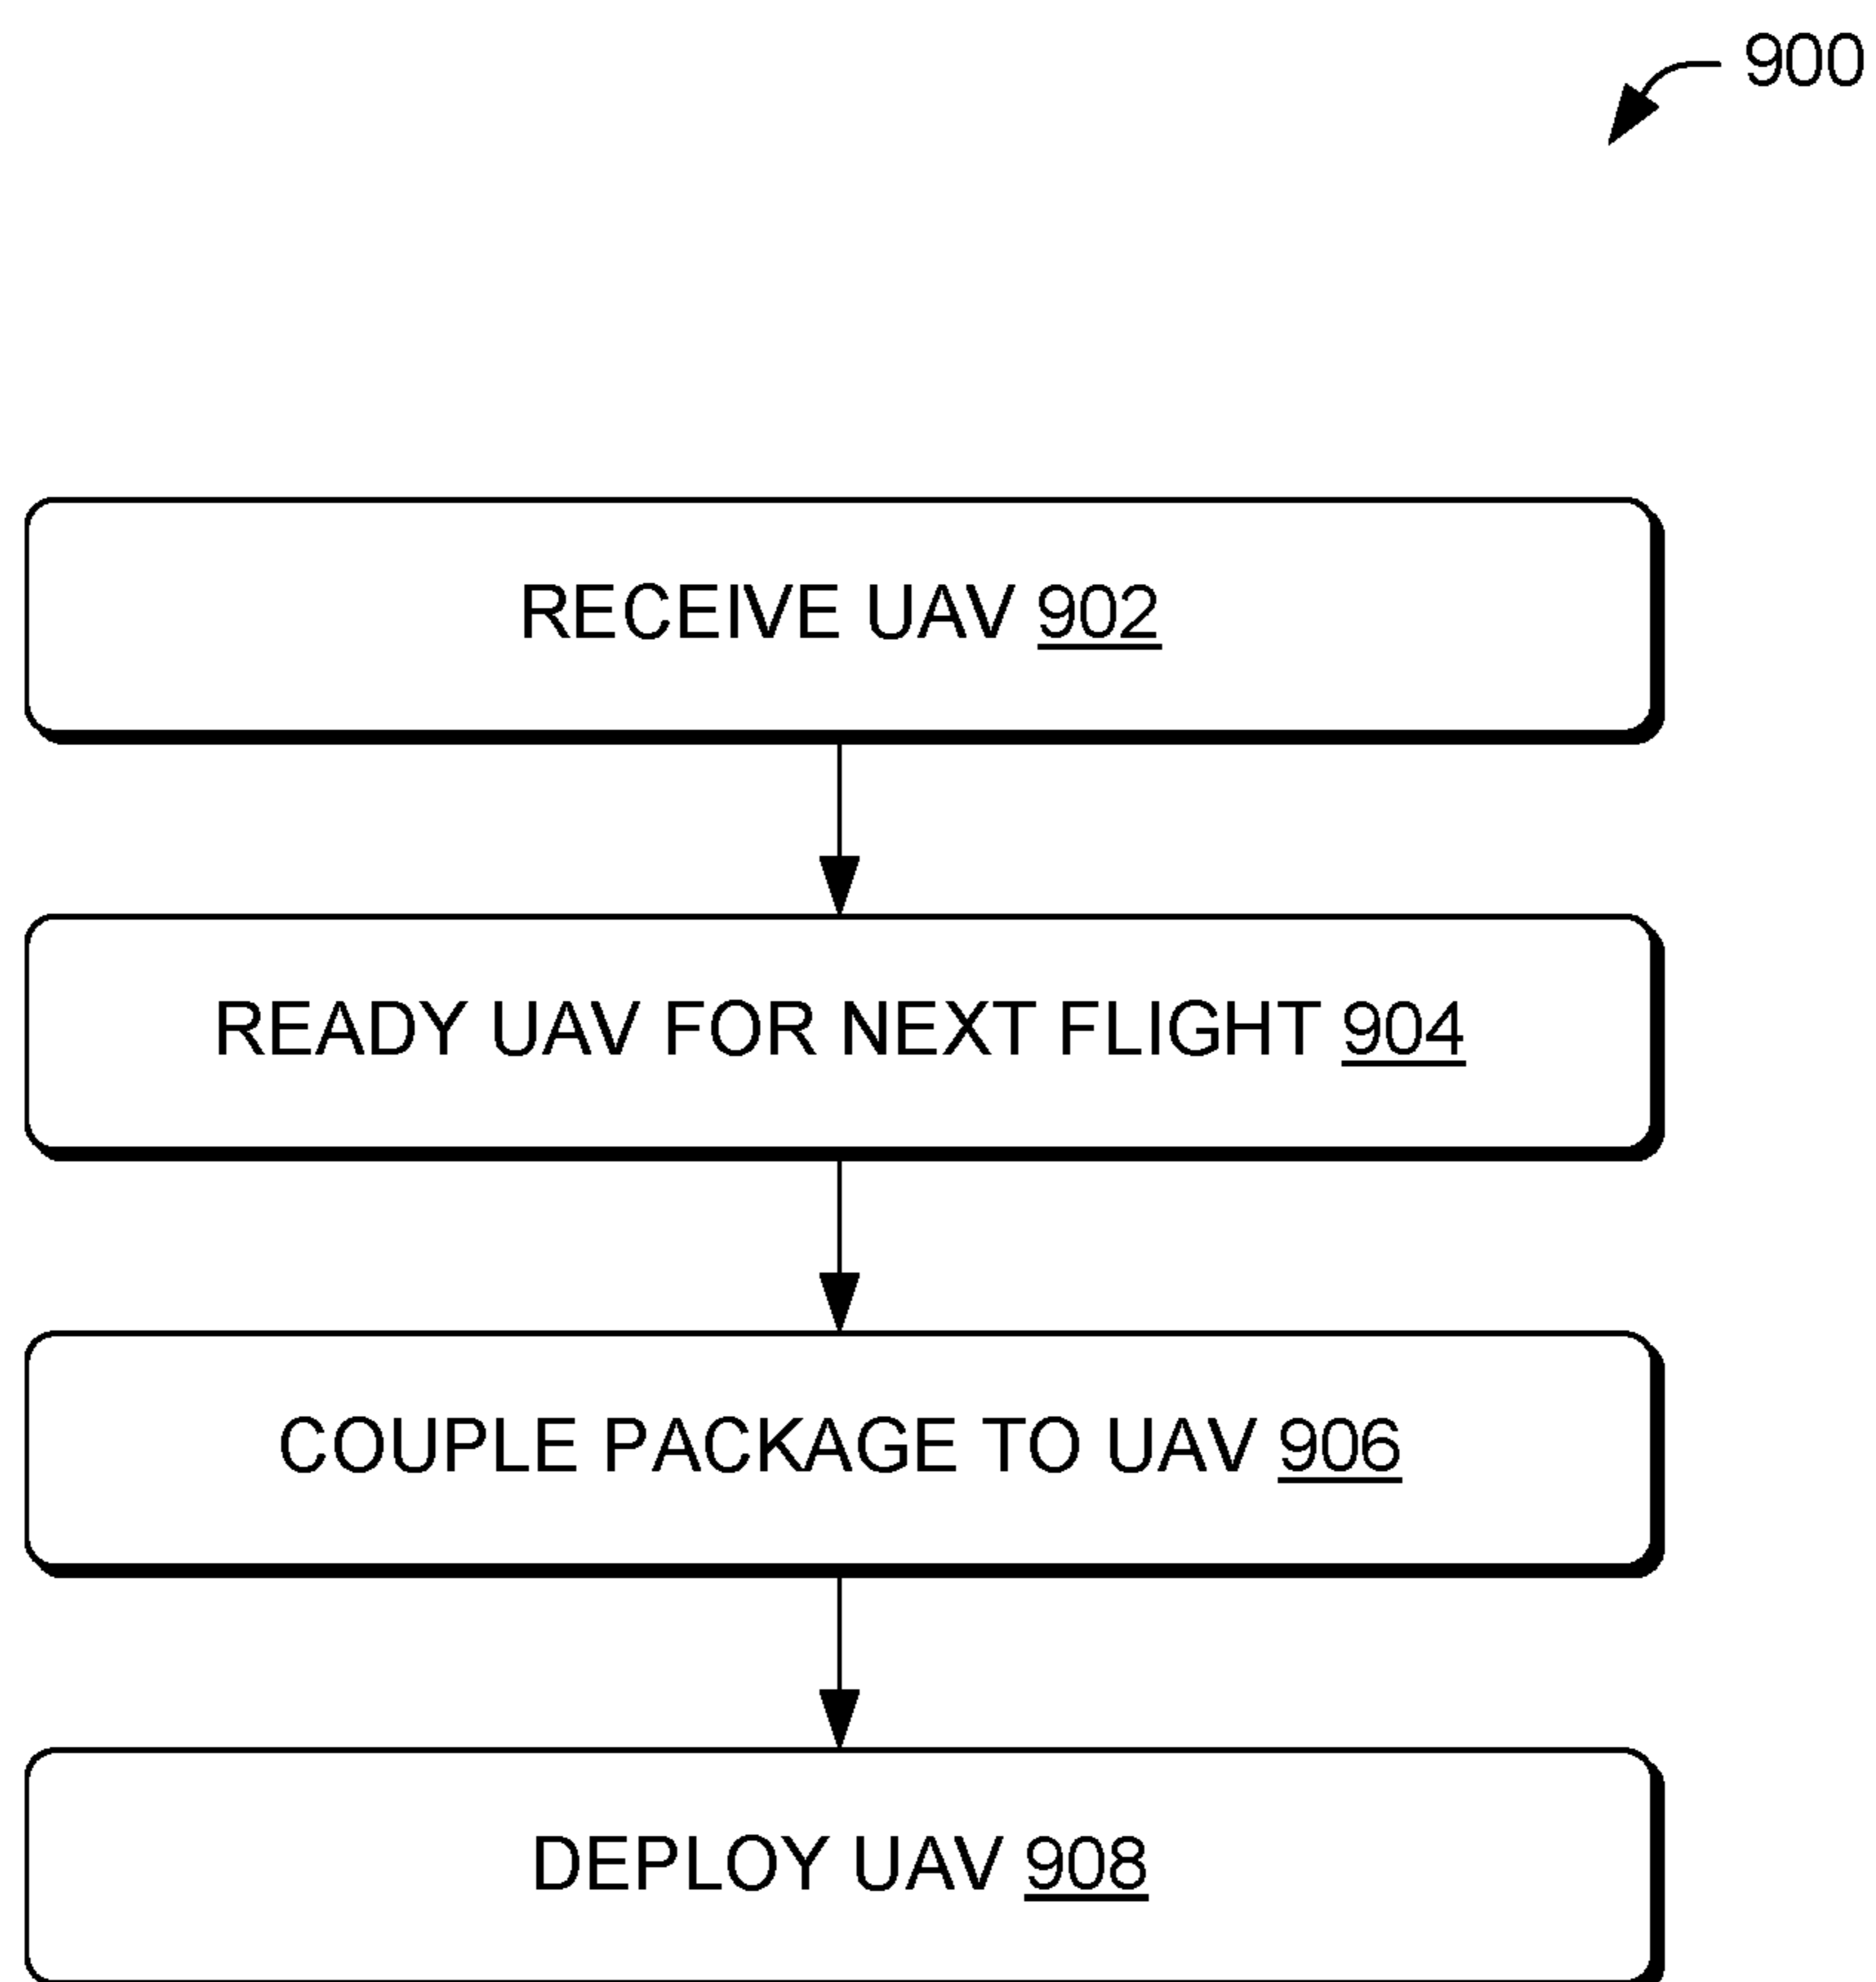 900
RECEIVE UAV 902
READY UAV FOR NEXT FLIGHT 904
COUPLE PACKAGE TO UAV 906
DEPLOY UAV 908